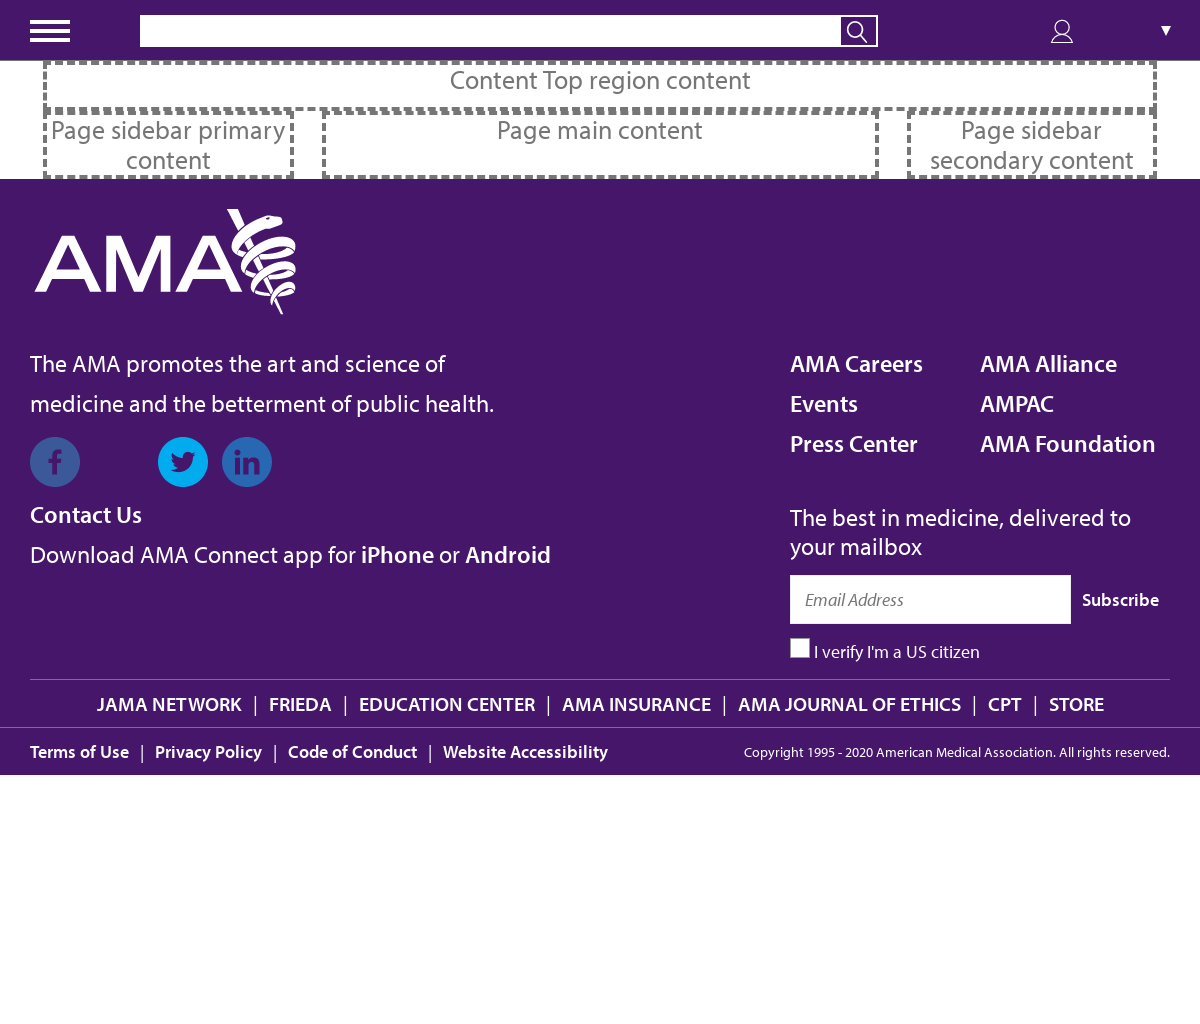 Content Top region content
Page sidebar primary
content
Page main content
Page sidebar
secondary content
AMA
The AMA promotes the art and science of
medicine and the betterment of public health.
Contact Us
Download AMA Connect app for iPhone or Android
AMA Careers
Events
Press Center
AMA Alliance
AMPAC
AMA Foundation
The best in medicine, delivered to
your mailbox
Email Address
Subscribe
I verify I'm a US citizen
JAMA NETWORK | FRIEDA | EDUCATION CENTER | AMA INSURANCE | AMA JOURNAL OF ETHICS | CPT | STORE
Terms of Use | Privacy Policy | Code of Conduct | Website Accessibility
Copyright 1995 - 2020 American Medical Association. All rights reserved.